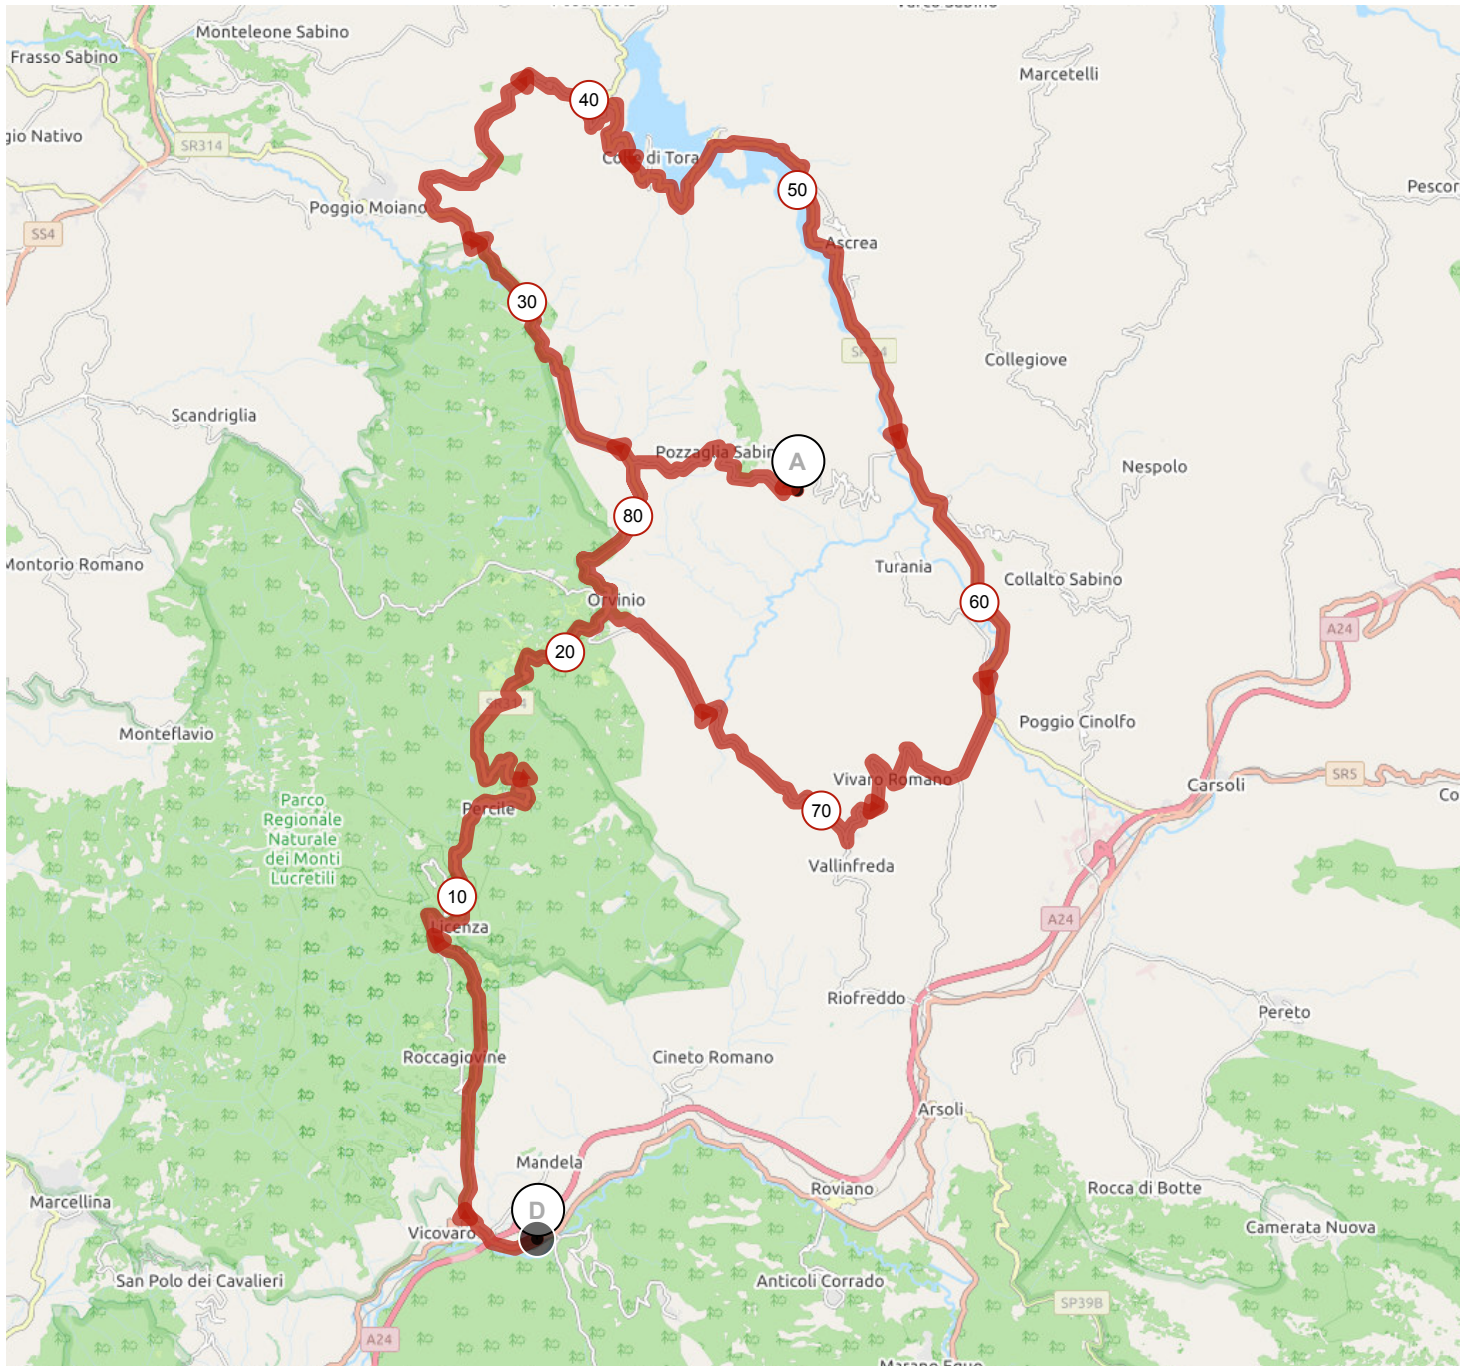 Monteleone Sabino
Frasso Sabino
Marcetelli
40
gio Nativo
SR314
Colle di Tora
Pescor
50
Poggio Moiano
SS4
Ascrea
30
Collegiove
Scandriglia
Pozzaglia Sabin
A
Nespolo
80
Montorio Romano
Turania
Collalto Sabino
Orvinio
60
A24
20
SR314
Monteflavio
Poggio Cinolfo
Vivaro Romano
SR5
Carsoli
Co
Parco
Regionale
Naturale
dei Monti
Lucretili
Percile
70
Vallinfreda
10
A24
Licenza
Riofreddo
Pereto
Roccagiovine
Cineto Romano
Arsoli
Mandela
Roviano
Rocca di Botte
Marcellina
D
Vicovaro
Camerata Nuova
San Polo dei Cavalieri
Anticoli Corrado
SP39B
A24